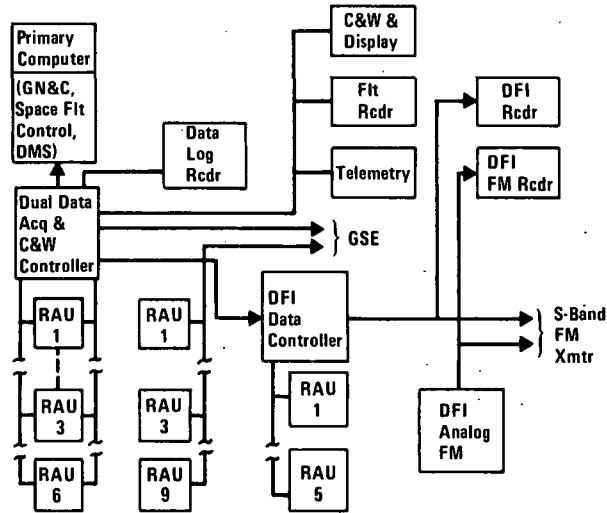 Primary
Computer
(GN&C,
Space Flt
Control,
DMS)
Data
Log
Rcdr
C&W &
Display
Flt
Rcdr
Telemetry
DFI
Rcdr
DFI
FM Rcdr
Dual Data
Acq &
C&W
Controller
GSE
DFI
Data
Controller
S-Band
FM
Xmtr
RAU
1
RAU
3
RAU
6
RAU
1
RAU
3
RAU
9
RAU
1
RAU
5
DFI
Analog
FM